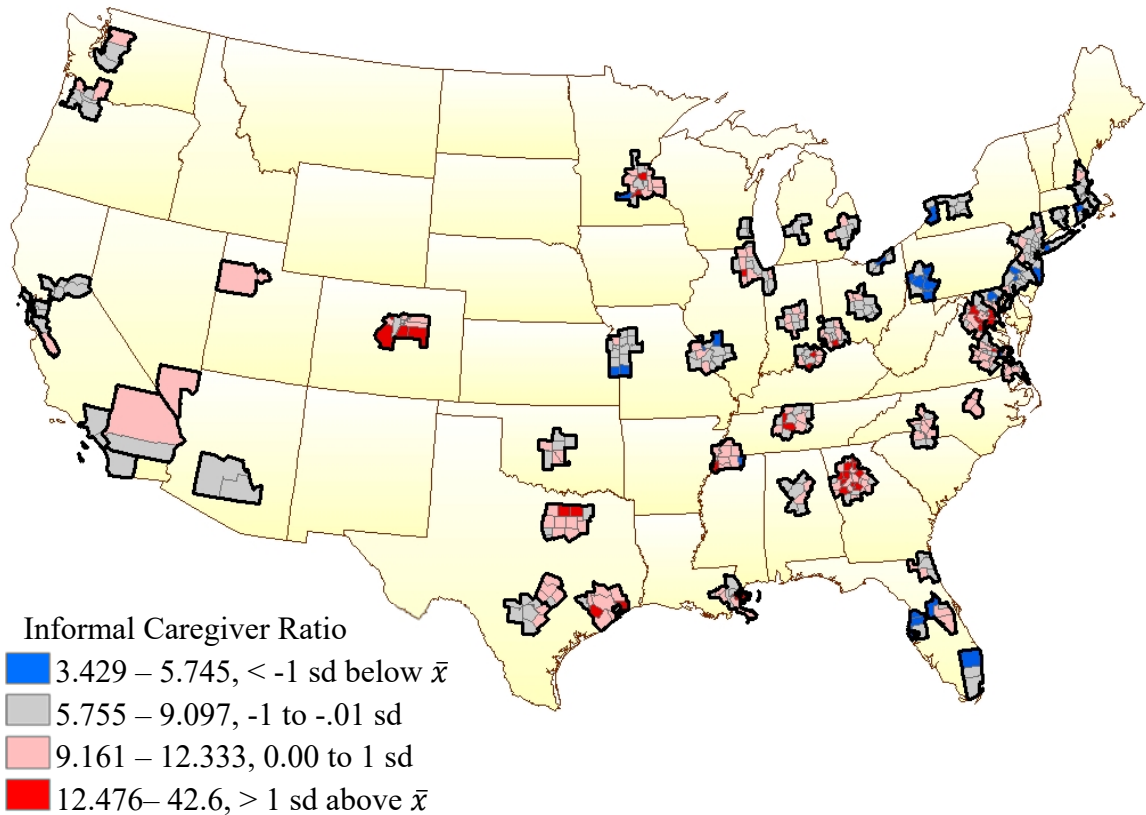 Informal Caregiver Ratio
3.429 – 5.745, < -1 sd below x̄
5.755 – 9.097, -1 to -.01 sd
9.161 – 12.333, 0.00 to 1 sd
12.476– 42.6, > 1 sd above x̄